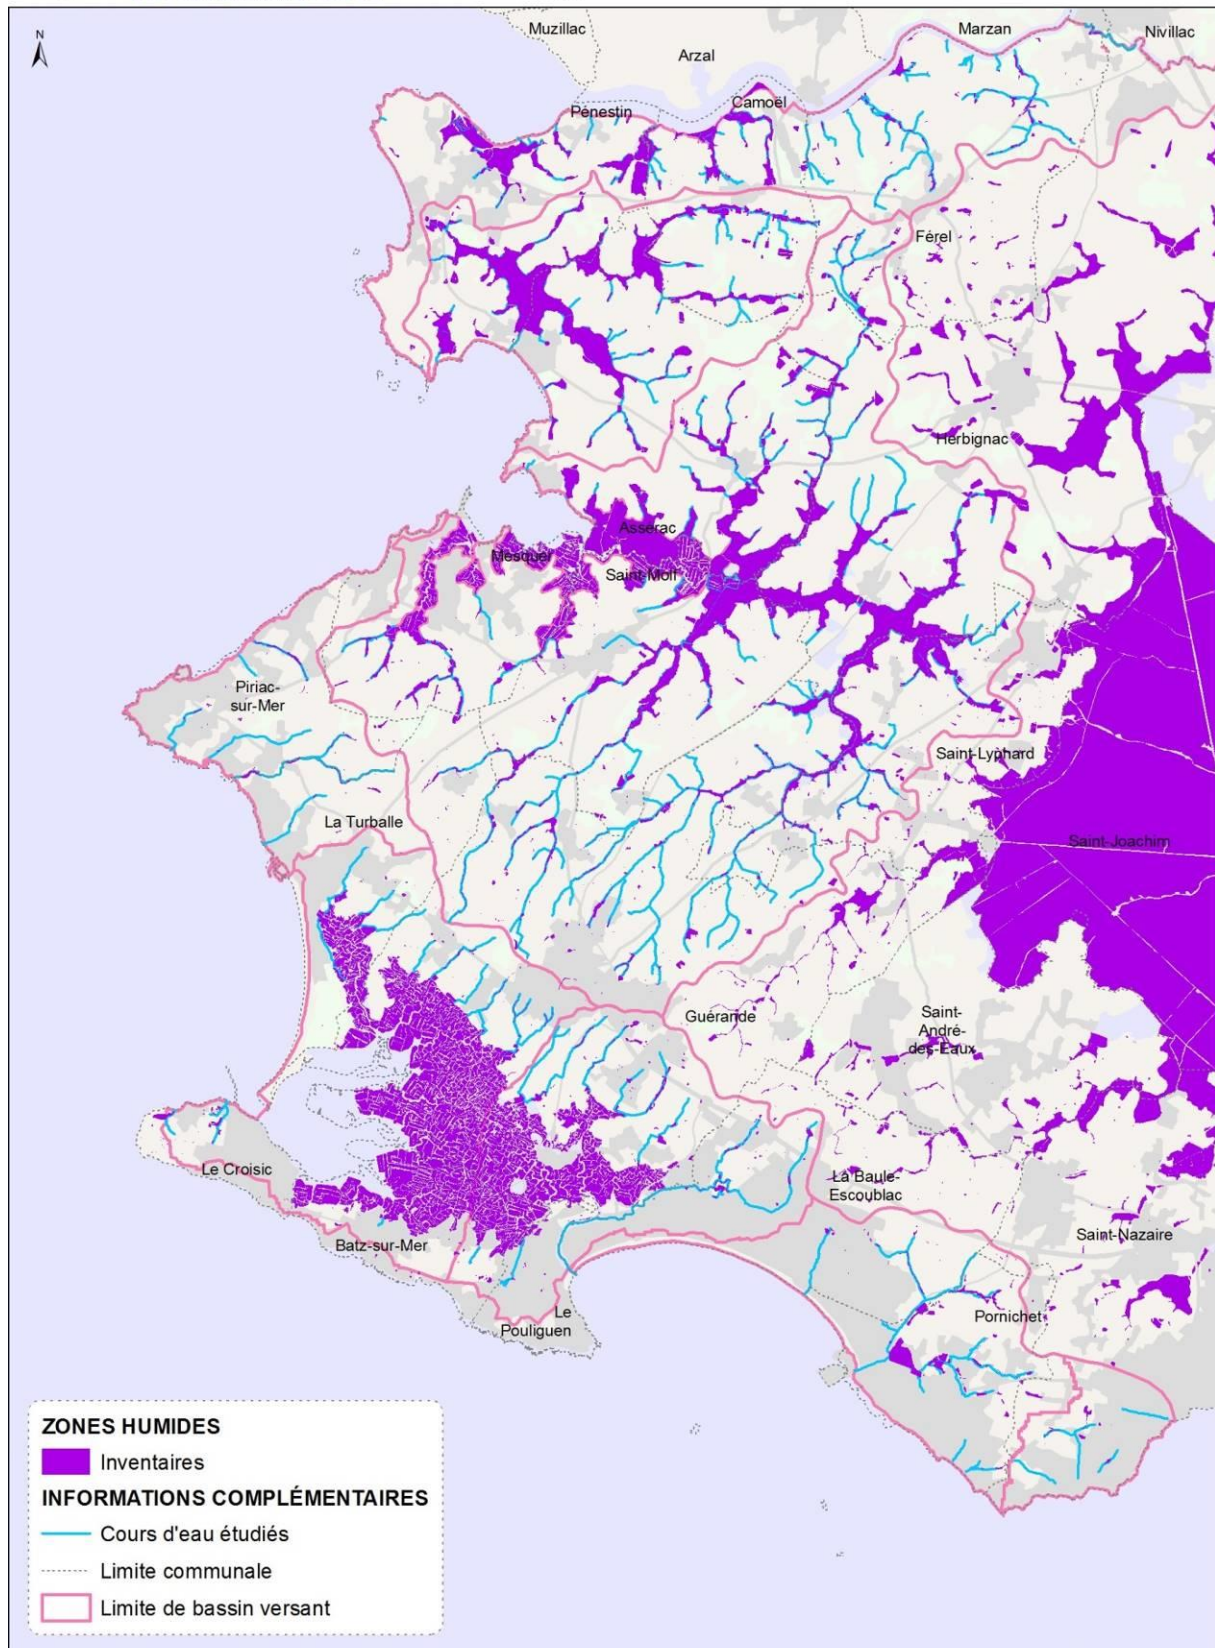 N
Muzillac
Marzan
Nivillac
Arzal
Camoël
Pénestin
Férel
Herbignac
Assérac
Mesquer
Saint-Molf
Piriac-
sur-Mer
Saint-Lyphard
La Turballe
Saint-Joachim
Guérande
Saint-
André-
des-Eaux
Le Croisic
La Baule-
Escoublac
Batz-sur-Mer
Saint-Nazaire
Le
Pouliguen
Pornichet
ZONES HUMIDES
Inventaires
INFORMATIONS COMPLÉMENTAIRES
Cours d'eau étudiés
Limite communale
Limite de bassin versant